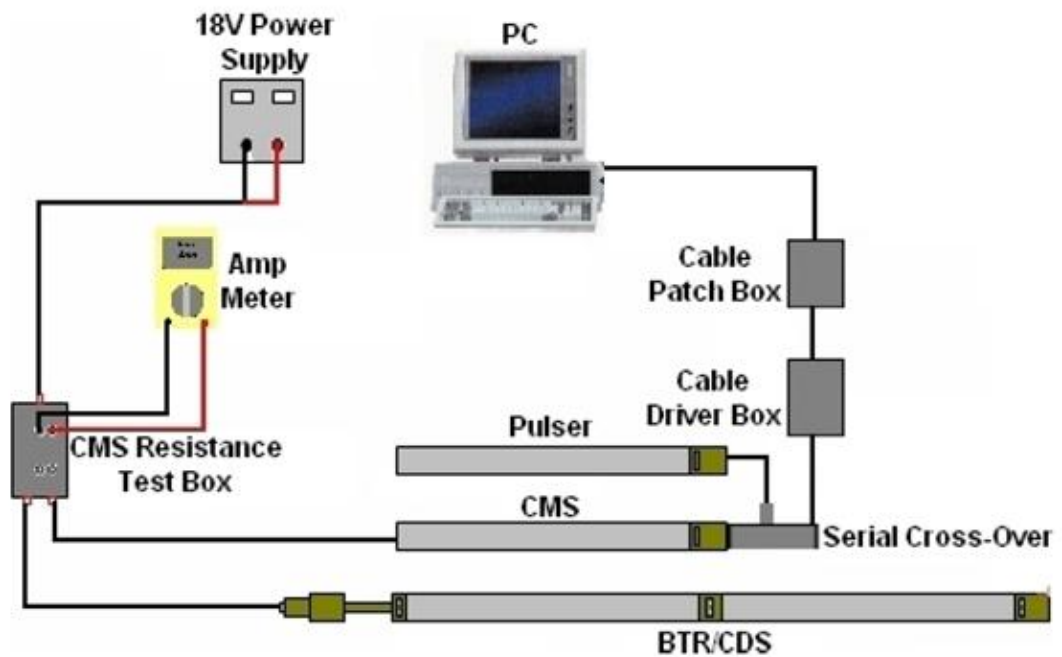 18V Power
Supply
PC
Amp
Meter
Cable
Patch Box
Cable
Driver Box
CMS Resistance
Test Box
Pulser
CMS
Serial Cross-Over
BTR/CDS